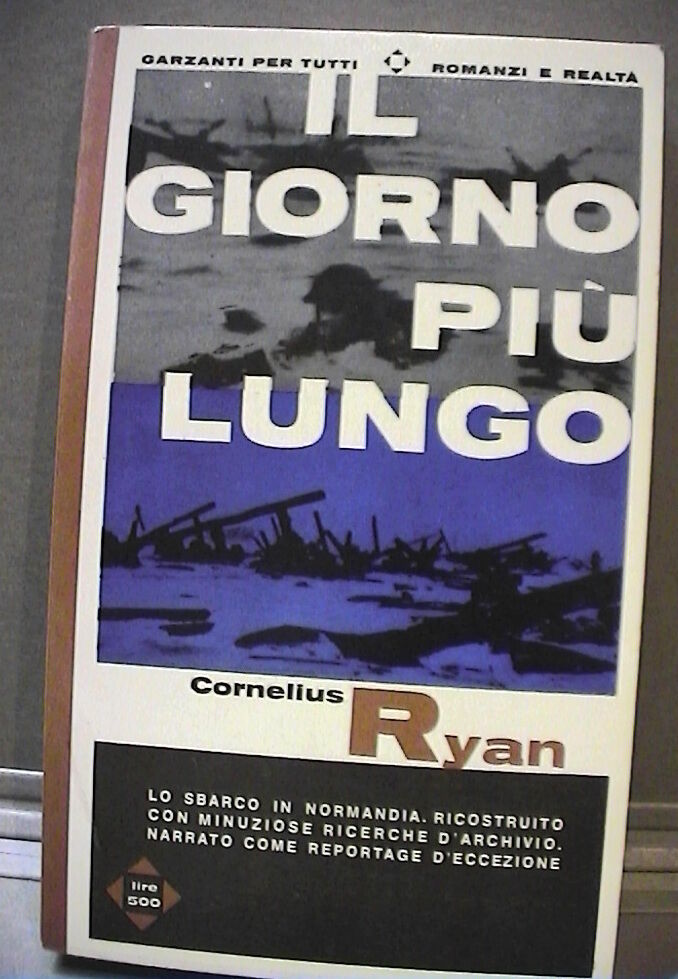 GARZANTI PER TUTTI ROMANZI E REALTÀ
IL
GIORNO
PIÙ
LUNGO
Cornelius Ryan
LO SBARCO IN NORMANDIA. RICOSTRUITO
CON MINUZIOSE RICERCHE D'ARCHIVIO.
NARRATO COME REPORTAGE D'ECCEZIONE
lire
500